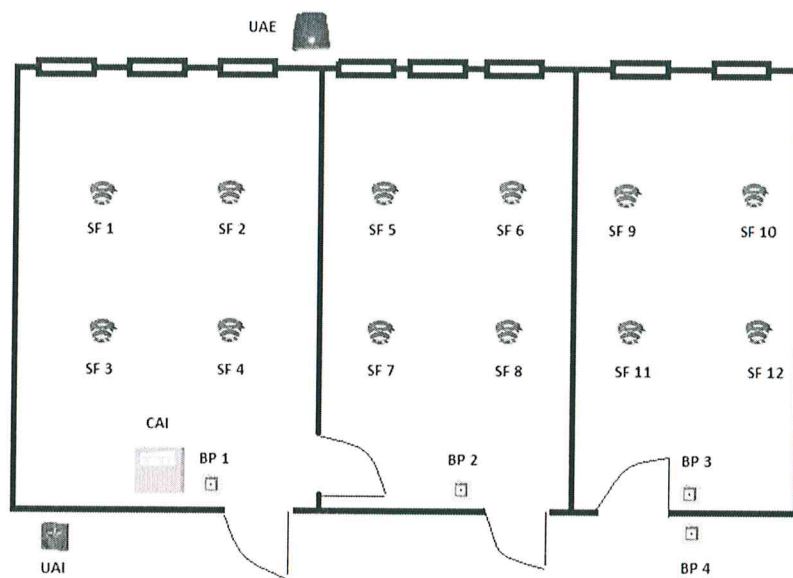 UAE
SF 1
SF 2
SF 5
SF 6
SF 9
SF 10
SF 3
SF 4
SF 7
SF 8
SF 11
SF 12
CAI
BP 1
BP 2
BP 3
UAI
BP 4